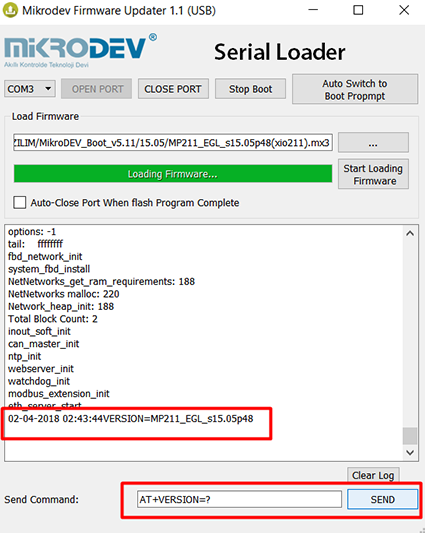 Mikrodev Firmware Updater 1.1 (USB)
MiKRODEV®
Akıllı Kontrolde Teknoloji Devi
Serial Loader
COM3
OPEN PORT
CLOSE PORT
Stop Boot
Auto Switch to
Boot Propmpt
Load Firmware
ZILIM/MikroDEV_Boot_v5.11/15.05/MP211_EGL_s15.05p48(xio211).mx3
...
Loading Firmware...
Start Loading
Firmware
Auto-Close Port When flash Program Complete
options: -1
tail: ffffffff
fbd_network_init
system_fbd_install
NetNetworks_get_ram_requirements: 188
NetNetworks malloc: 220
Network_heap_init: 188
Total Block Count: 2
inout_soft_init
can_master_init
ntp_init
webserver_init
watchdog_init
modbus_extension_init
eth_server_start
02-04-2018 02:43:44VERSION=MP211_EGL_s15.05p48
Clear Log
Send Command:
AT+VERSION=?
SEND